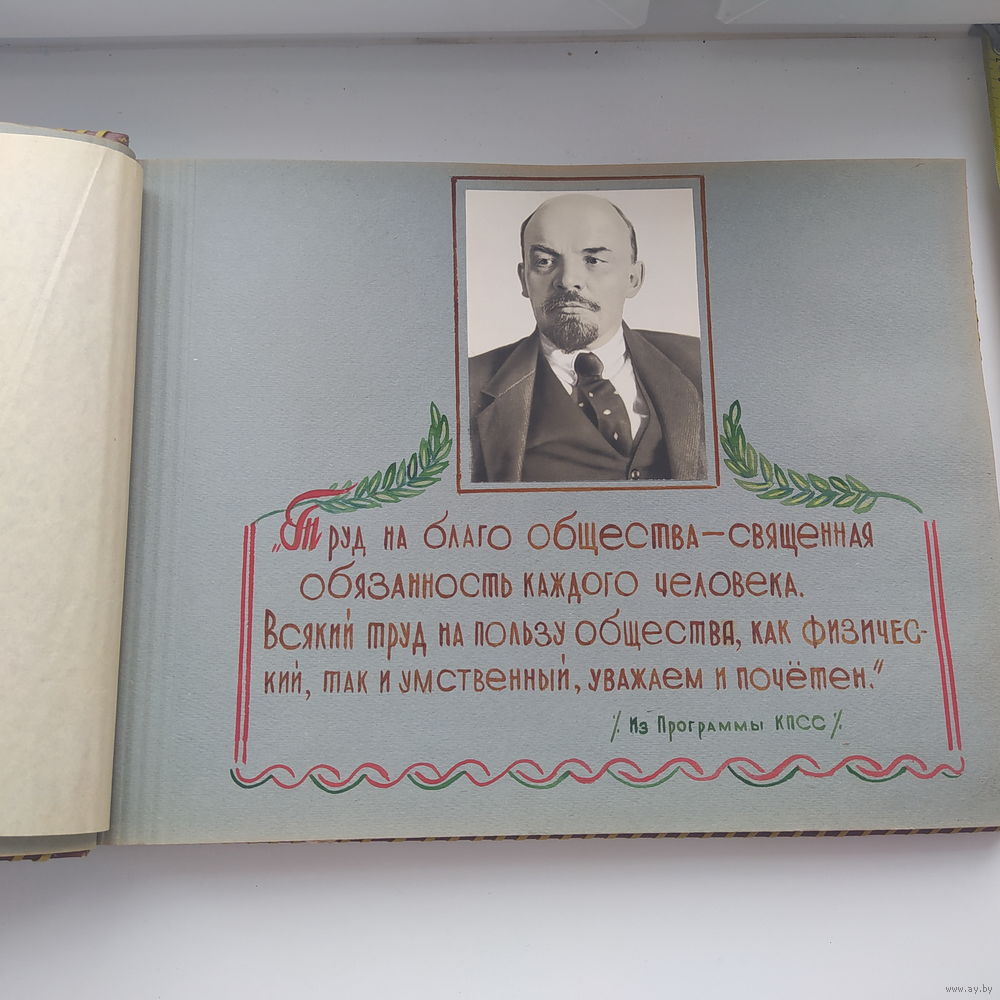 „Труд на благо общества — священная
обязанность каждого человека.
Всякий труд на пользу общества, как физичес-
кий, так и умственный, уважаем и почётен."
⁒ Из Программы КПСС ⁒
www.ay.by